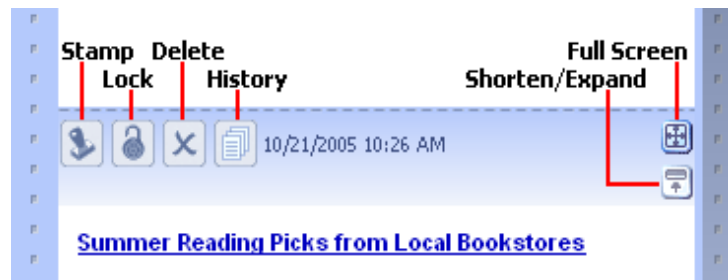 Stamp Delete Full Screen
Lock History Shorten/Expand
10/21/2005 10:26 AM
Summer Reading Picks from Local Bookstores